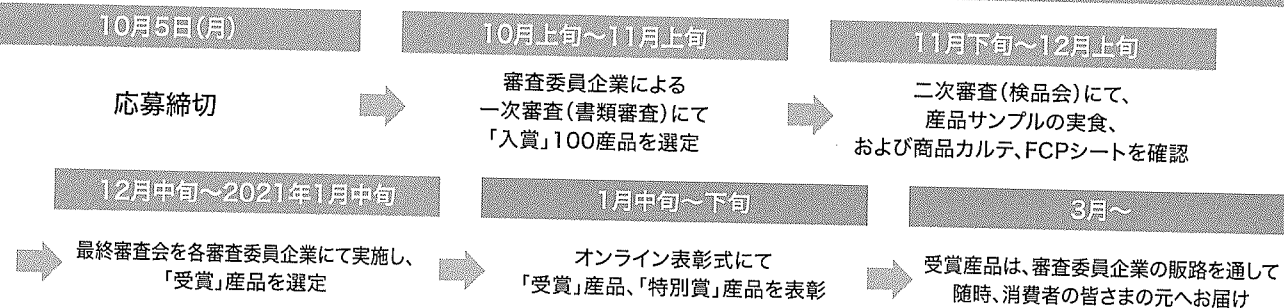 10月5日(月)
応募締切
10月上旬〜11月上旬
審査委員企業による
一次審査(書類審査)にて
「入賞」100産品を選定
11月下旬〜12月上旬
二次審査(検品会)にて、
産品サンプルの実食、
および商品カルテ、FCPシートを確認
12月中旬〜2021年1月中旬
最終審査会を各審査委員企業にて実施し、
「受賞」産品を選定
1月中旬〜下旬
オンライン表彰式にて
「受賞」産品、「特別賞」産品を表彰
3月〜
受賞産品は、審査委員企業の販路を通して
随時、消費者の皆さまの元へお届け